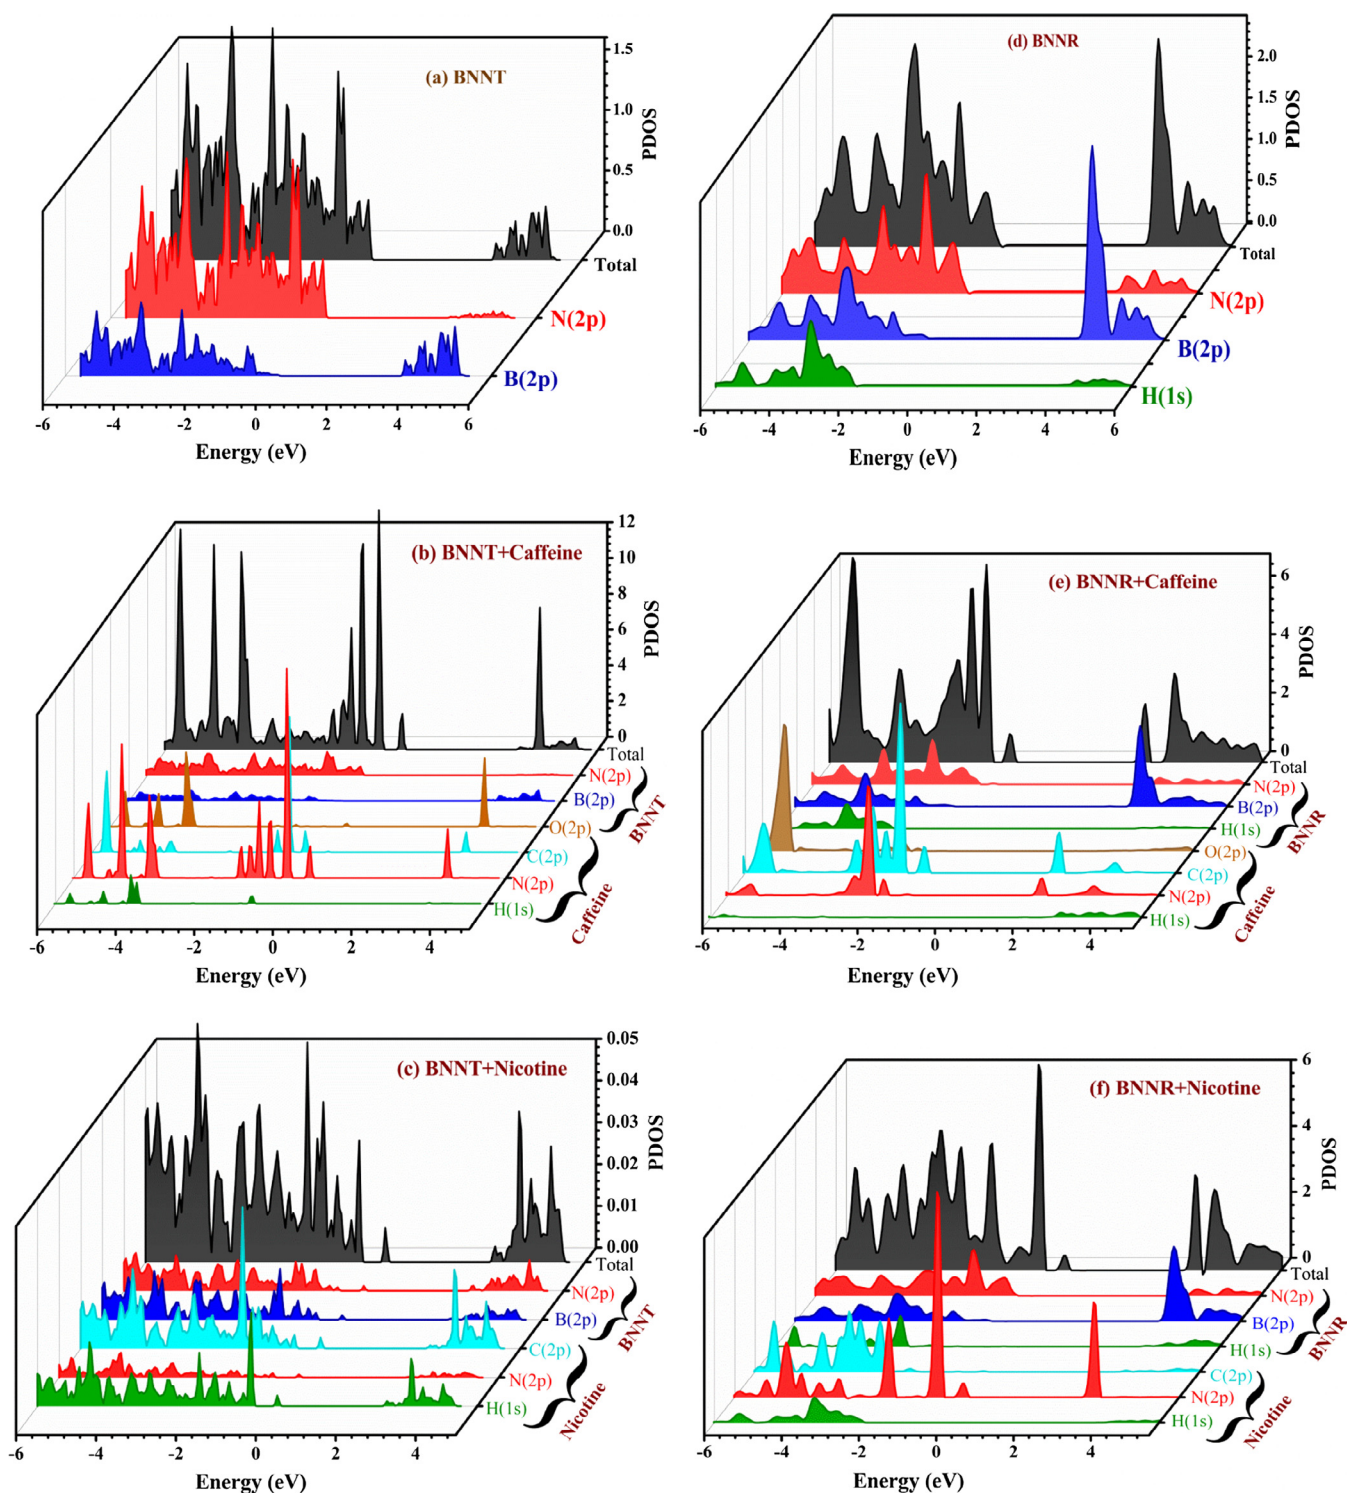 (a) BNNT
1.5
1.0
0.5
0.0
PDOS
Total
N(2p)
B(2p)
-6 -4 -2 0 2 4 6
Energy (eV)
(d) BNNR
2.0
1.5
1.0
0.5
0.0
PDOS
Total
N(2p)
B(2p)
H(1s)
-6 -4 -2 0 2 4 6
Energy (eV)
(b) BNNT+Caffeine
12
10
8
6
4
2
0
PDOS
Total
N(2p)
B(2p)
BNNT
O(2p)
C(2p)
N(2p)
H(1s)
Caffeine
-6 -4 -2 0 2 4
Energy (eV)
(e) BNNR+Caffeine
6
4
2
0
PDOS
Total
N(2p)
B(2p)
H(1s)
BNNR
O(2p)
C(2p)
N(2p)
H(1s)
Caffeine
-6 -4 -2 0 2 4
Energy (eV)
(c) BNNT+Nicotine
0.05
0.04
0.03
0.02
0.01
0.00
PDOS
Total
N(2p)
B(2p)
BNNT
C(2p)
N(2p)
H(1s)
Nicotine
-6 -4 -2 0 2 4
Energy (eV)
(f) BNNR+Nicotine
6
4
2
0
PDOS
Total
N(2p)
B(2p)
H(1s)
BNNR
C(2p)
N(2p)
H(1s)
Nicotine
-6 -4 -2 0 2 4
Energy (eV)